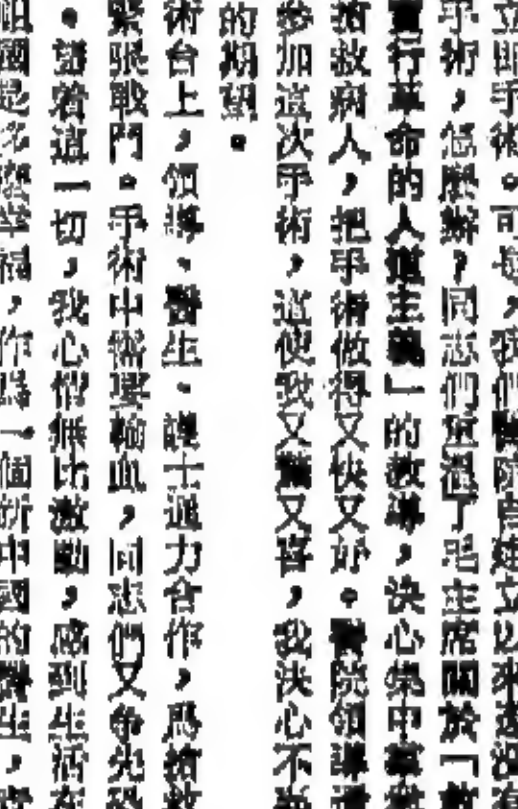 立即手術。可是，我們醫院自建立以來還沒有
手術，怎麼辦？同志們重溫了毛主席關於「救
實行革命的人道主義」的教導，決心集中
搶救病人，把手術做得又快又好。醫院領導
參加這次手術，這使我又驚又喜，我決心不
的期望。
術台上，領導、醫生、護士通力合作，爲搶救
緊張戰鬥。手術中需要輸血，同志們又爭先恐
。望着這一切，我心情無比激動，感到生活在
祖國是多麼幸福，作爲一個新中國的醫生，